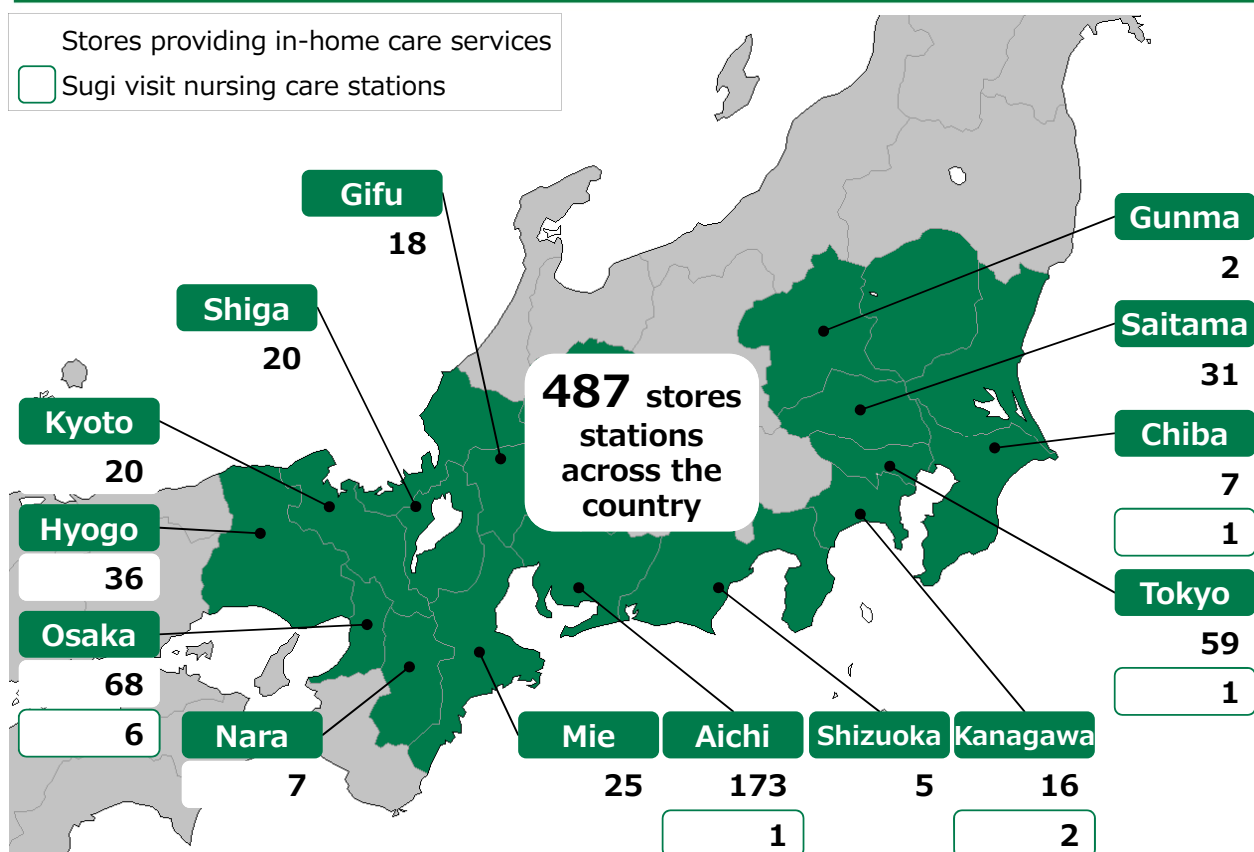 Stores providing in-home care services
Sugi visit nursing care stations
Gifu
18
Shiga
20
Kyoto
20
Hyogo
36
Osaka
68
6
Nara
7
Mie
25
Aichi
173
1
Shizuoka
5
Kanagawa
16
2
487 stores
stations
across the
country
Gunma
2
Saitama
31
Chiba
7
1
Tokyo
59
1